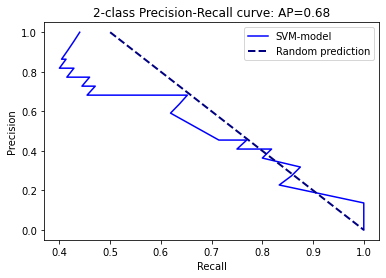 2-class Precision-Recall curve: AP=0.68
SVM-model
Random prediction
Precision
1.0
0.8
0.6
0.4
0.2
0.0
0.4 0.5 0.6 0.7 0.8 0.9 1.0
Recall